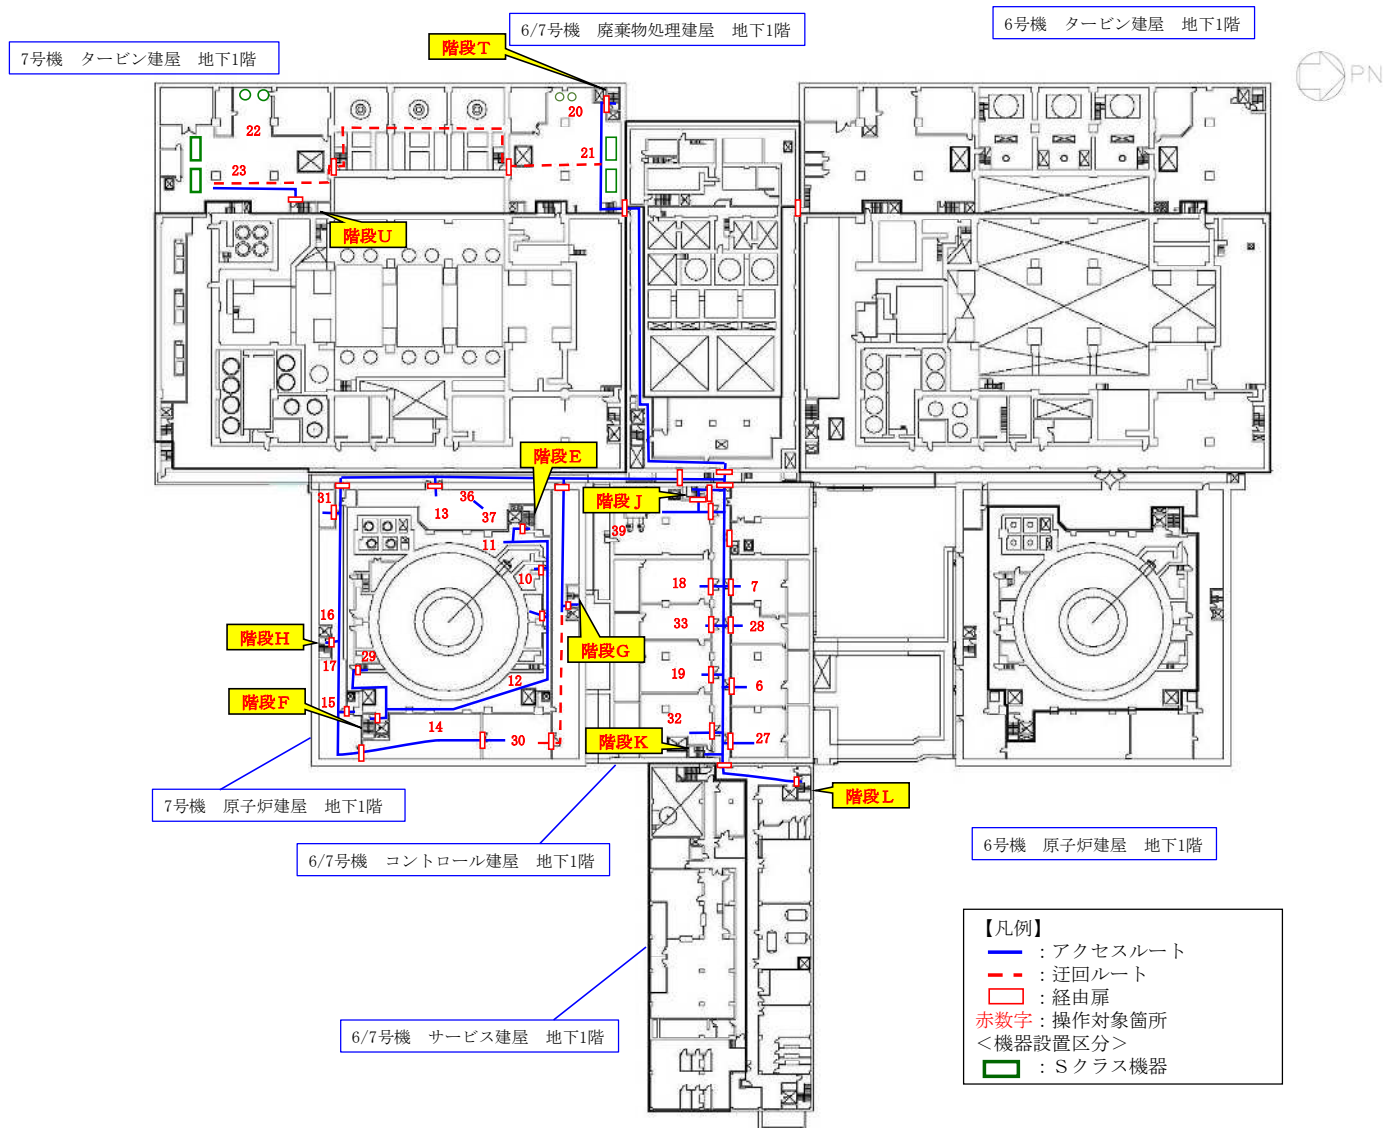 6/7号機　廃棄物処理建屋　地下1階
6号機　タービン建屋　地下1階
7号機　タービン建屋　地下1階
階段T
PN
20
22
21
23
階段U
階段E
31
36
13
37
階段J
39
11
10
18
7
16
33
28
階段H
階段G
17
29
12
19
6
15
階段F
14
32
30
階段K
27
階段L
7号機　原子炉建屋　地下1階
6/7号機　コントロール建屋　地下1階
6号機　原子炉建屋　地下1階
6/7号機　サービス建屋　地下1階
【凡例】
：アクセスルート
：迂回ルート
：経由扉
赤数字：操作対象箇所
＜機器設置区分＞
：Sクラス機器